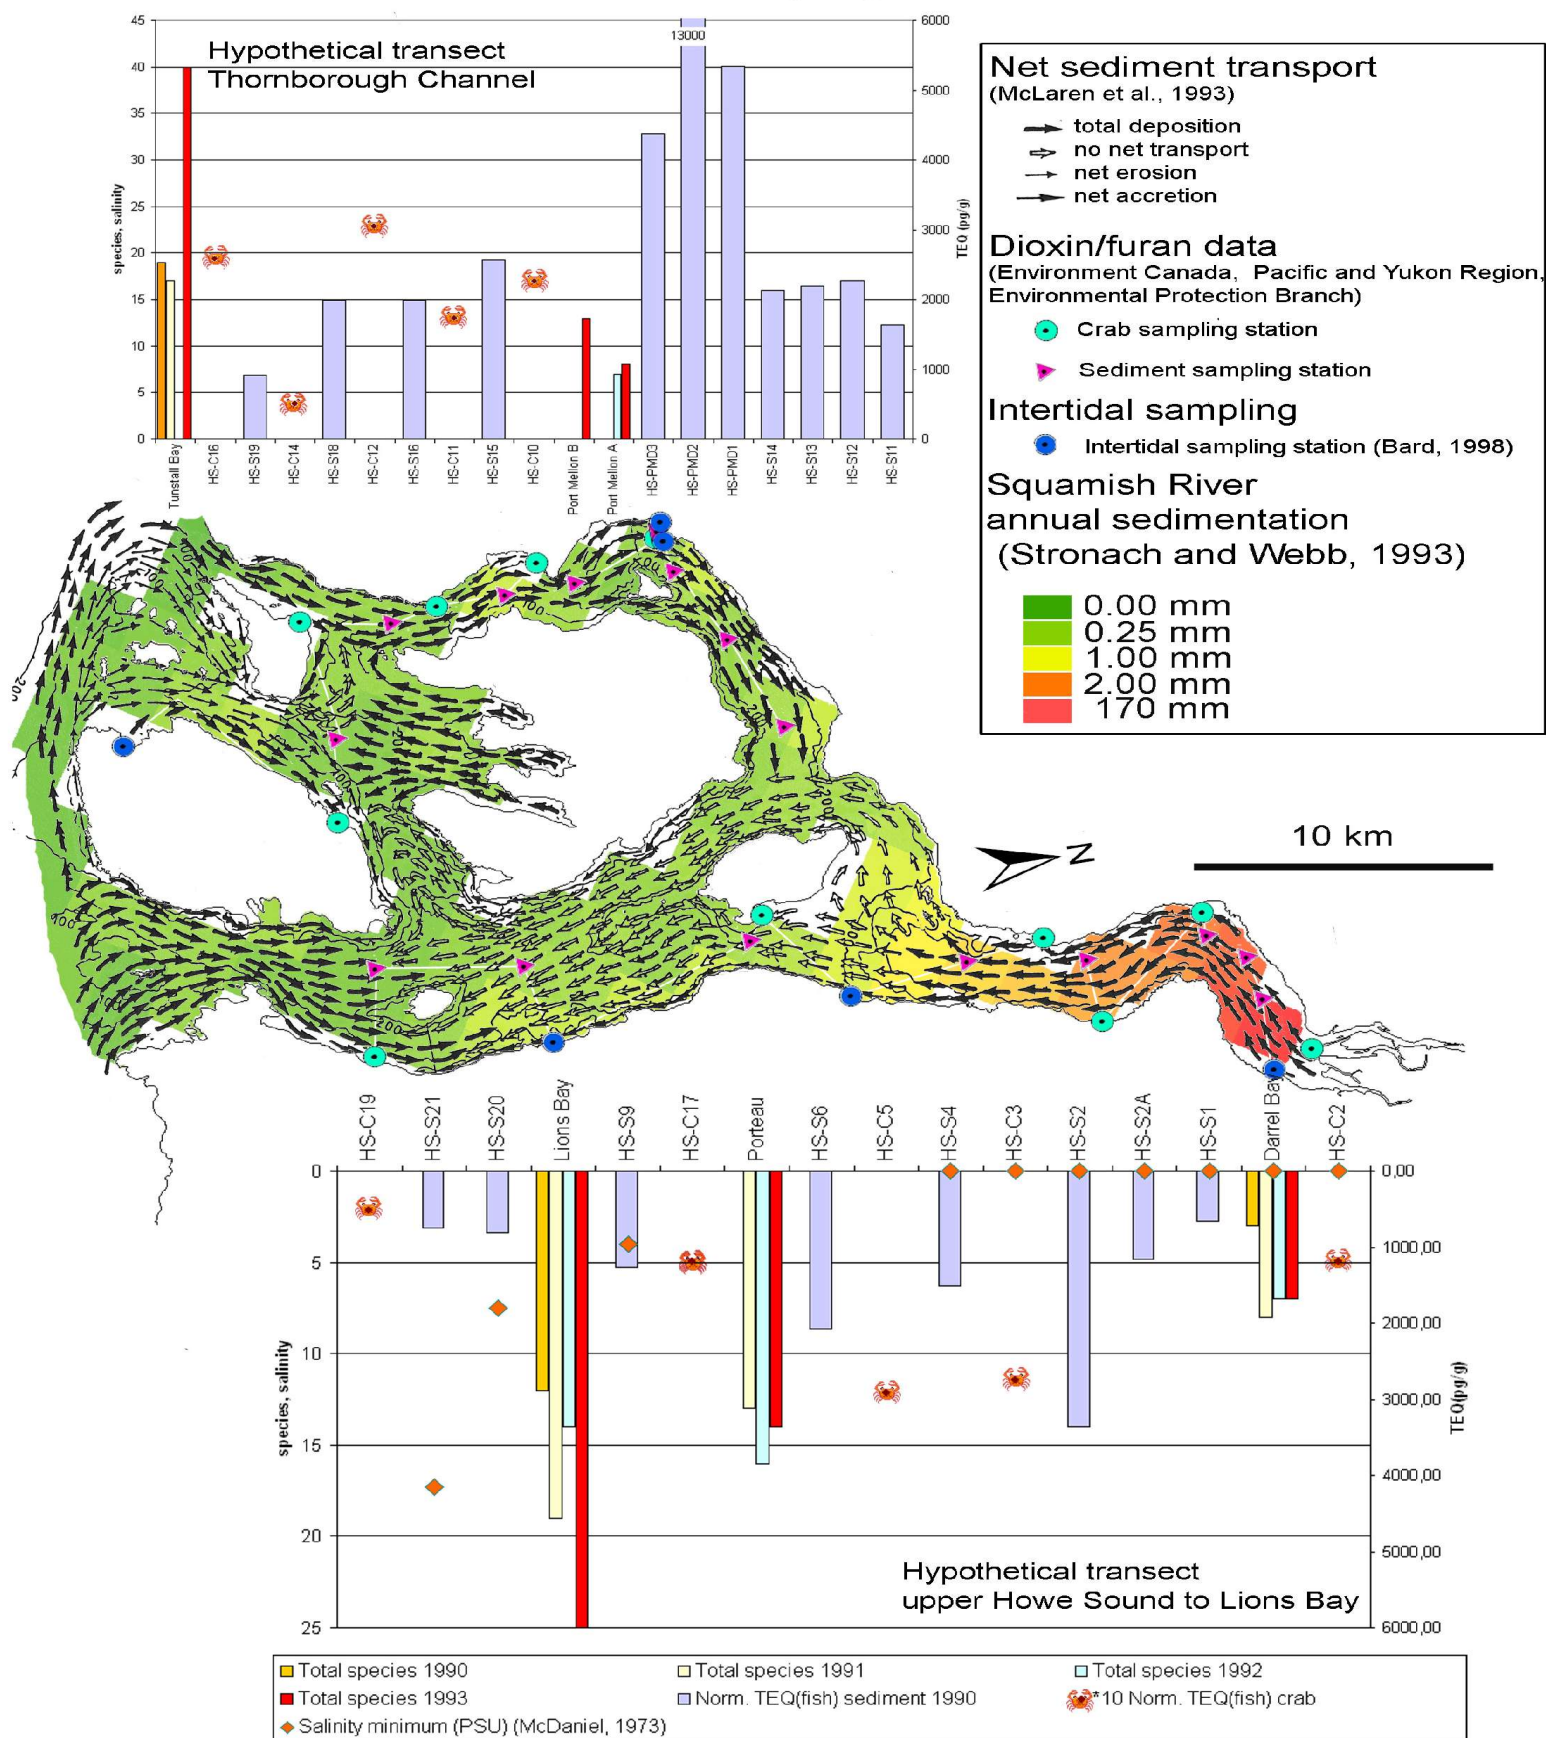 Hypothetical transect
Thornborough Channel
13000
45
40
35
30
25
20
15
10
5
0
species, salinity
6000
5000
4000
3000
2000
1000
0
TEQ (pg/g)
Tunstall Bay
HS-C16
HS-S19
HS-C14
HS-S18
HS-C12
HS-S16
HS-C11
HS-S15
HS-C10
Port Mellon B
Port Mellon A
HS-PMD3
HS-PMD2
HS-PMD1
HS-S14
HS-S13
HS-S12
HS-S11
Net sediment transport
(McLaren et al., 1993)
total deposition
no net transport
net erosion
net accretion
Dioxin/furan data
(Environment Canada, Pacific and Yukon Region,
Environmental Protection Branch)
Crab sampling station
Sediment sampling station
Intertidal sampling
Intertidal sampling station (Bard, 1998)
Squamish River
annual sedimentation
(Stronach and Webb, 1993)
0.00 mm
0.25 mm
1.00 mm
2.00 mm
170 mm
200
100
200
N
10 km
HS-C19
HS-S21
HS-S20
Lions Bay
HS-S9
HS-C17
Porteau
HS-S6
HS-C5
HS-S4
HS-C3
HS-S2
HS-S2A
HS-S1
Darrel Bay
HS-C2
0
5
10
15
20
25
species, salinity
0,00
1000,00
2000,00
3000,00
4000,00
5000,00
6000,00
TEQ(pg/g)
Hypothetical transect
upper Howe Sound to Lions Bay
Total species 1990
Total species 1991
Total species 1992
Total species 1993
Norm. TEQ(fish) sediment 1990
*10 Norm. TEQ(fish) crab
Salinity minimum (PSU) (McDaniel, 1973)